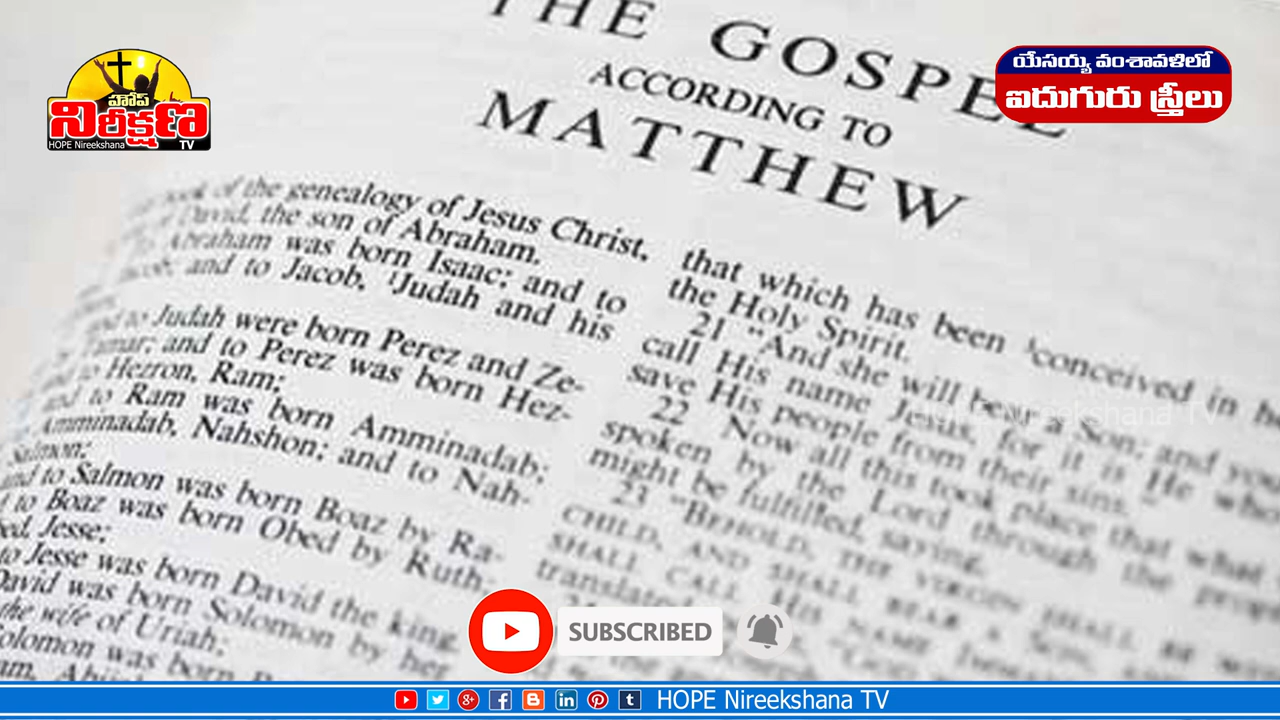 THE GOSPEL
ACCORDING TO
MATTHEW
యేసయ్య వంశావళిలో
ఐదుగురు స్త్రీలు
హోప్
నిరీక్షణ
HOPE Nireekshana TV
of the genealogy of Jesus Christ,
David, the son of Abraham.
Abraham was born Isaac; and to
and to Jacob, Judah and his
and to Judah were born Perez and Ze-
Tamar; and to Perez was born Hez-
to Hezron, Ram;
and to Ram was born Amminadab;
Amminadab, Nahshon; and to Nah-
Salmon;
and to Salmon was born Boaz by Ra-
to Boaz was born Obed by Ruth
Jesse;
to Jesse was born David the king
David was born Solomon by her
the wife of Uriah;
Solomon was born
that which has been conceived in
the Holy Spirit.
21 "And she will bear a Son; and you
call His name Jesus, for it is He who
save His people from their sins."
22 Now all this took place that what
spoken by the Lord through the
might be fulfilled, saying,
23 "BEHOLD, THE VIRGIN SHALL BE
CHILD, AND SHALL BEAR A SON,
SHALL CALL HIS NAME
translated
HOPE Nireekshana TV
SUBSCRIBED
HOPE Nireekshana TV